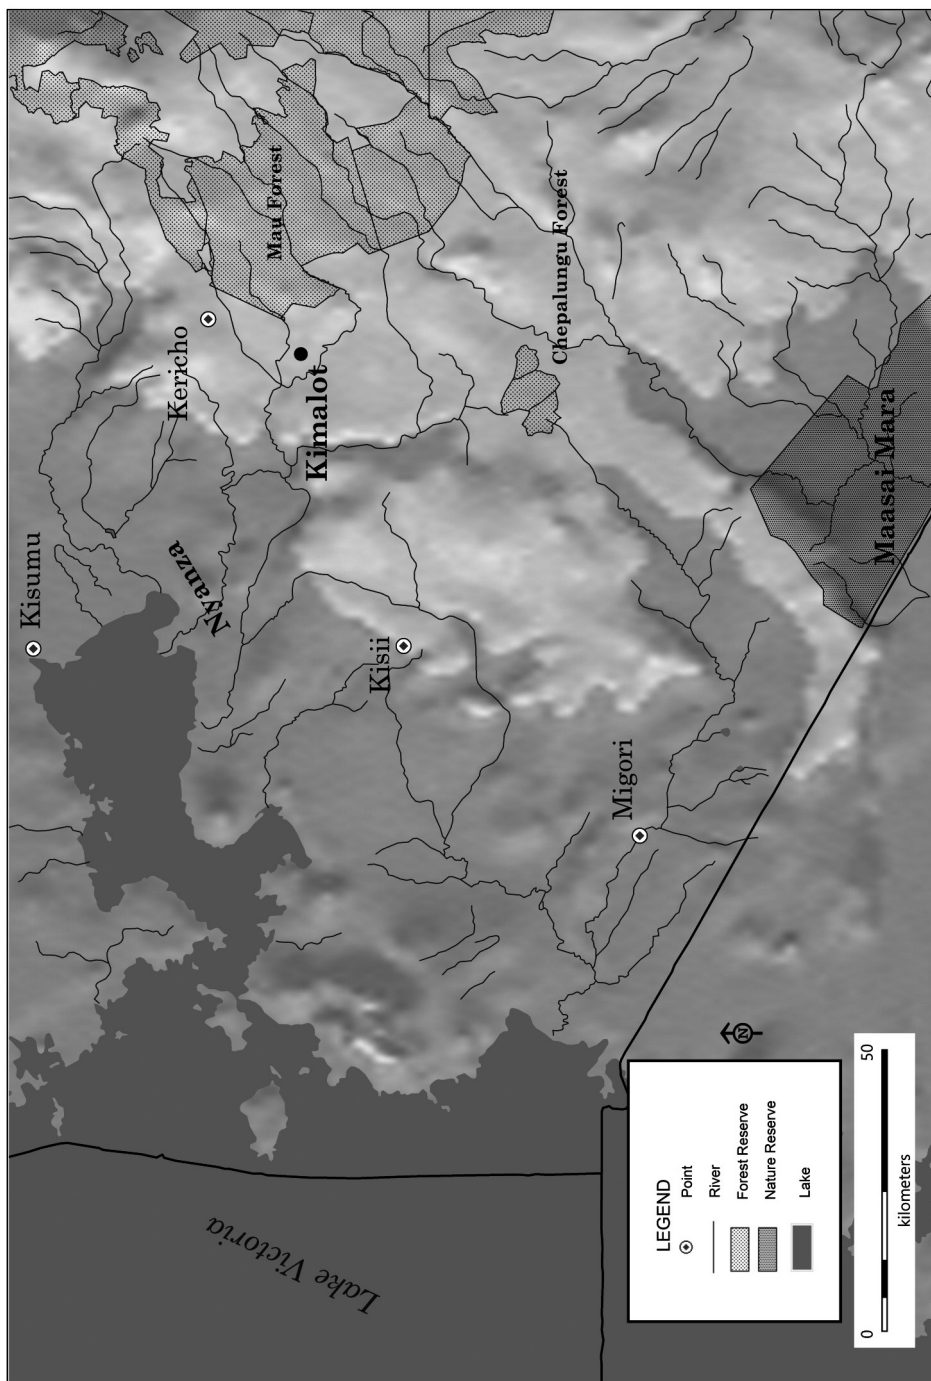 Kisumu
Kericho
Mau Forest
Nyanza
Kimalot
Kisii
Chepalungu Forest
Migori
Maasai Mara
Lake Victoria
N
LEGEND
Point
River
Forest Reserve
Nature Reserve
Lake
0 50
kilometers